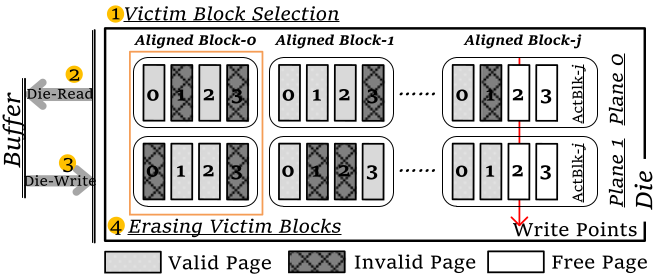 1 Victim Block Selection
Aligned Block-0 Aligned Block-1 Aligned Block-j
0 1 2 3 0 1 2 3 ...... 0 1 2 3 ActBlk-j Plane 0
2
Die-Read
Buffer
3
Die-Write
0 1 2 3 0 1 2 3 ...... 0 1 2 3 ActBlk-j Plane 1
Die
4 Erasing Victim Blocks Write Points
Valid Page Invalid Page Free Page